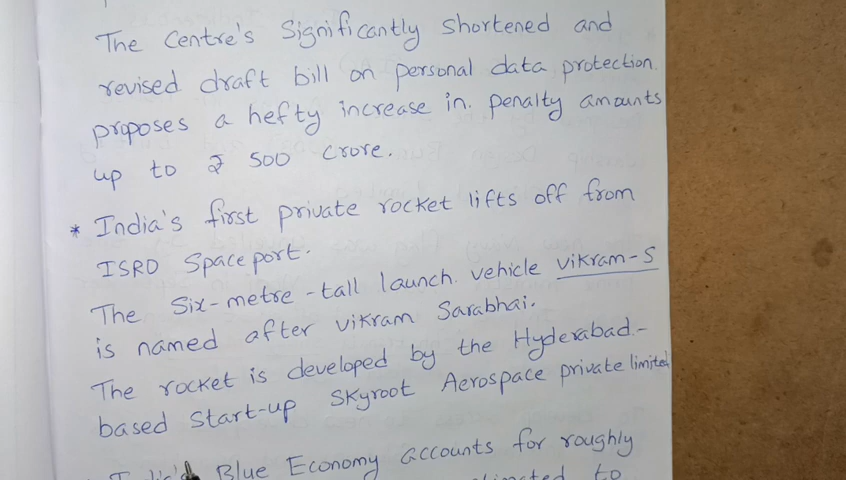 The Centre's Significantly Shortened and
revised draft bill on personal data protection
proposes a hefty increase in. penalty amounts
up to ₹ 500 Crore.
* India's first private rocket lifts off from
ISRO Spaceport.
The Six-metre-tall launch vehicle vikram-S
is named after vikram Sarabhai.
The rocket is developed by the Hyderabad-
based Start-up Skyroot Aerospace private limited
India's Blue Economy accounts for roughly
to